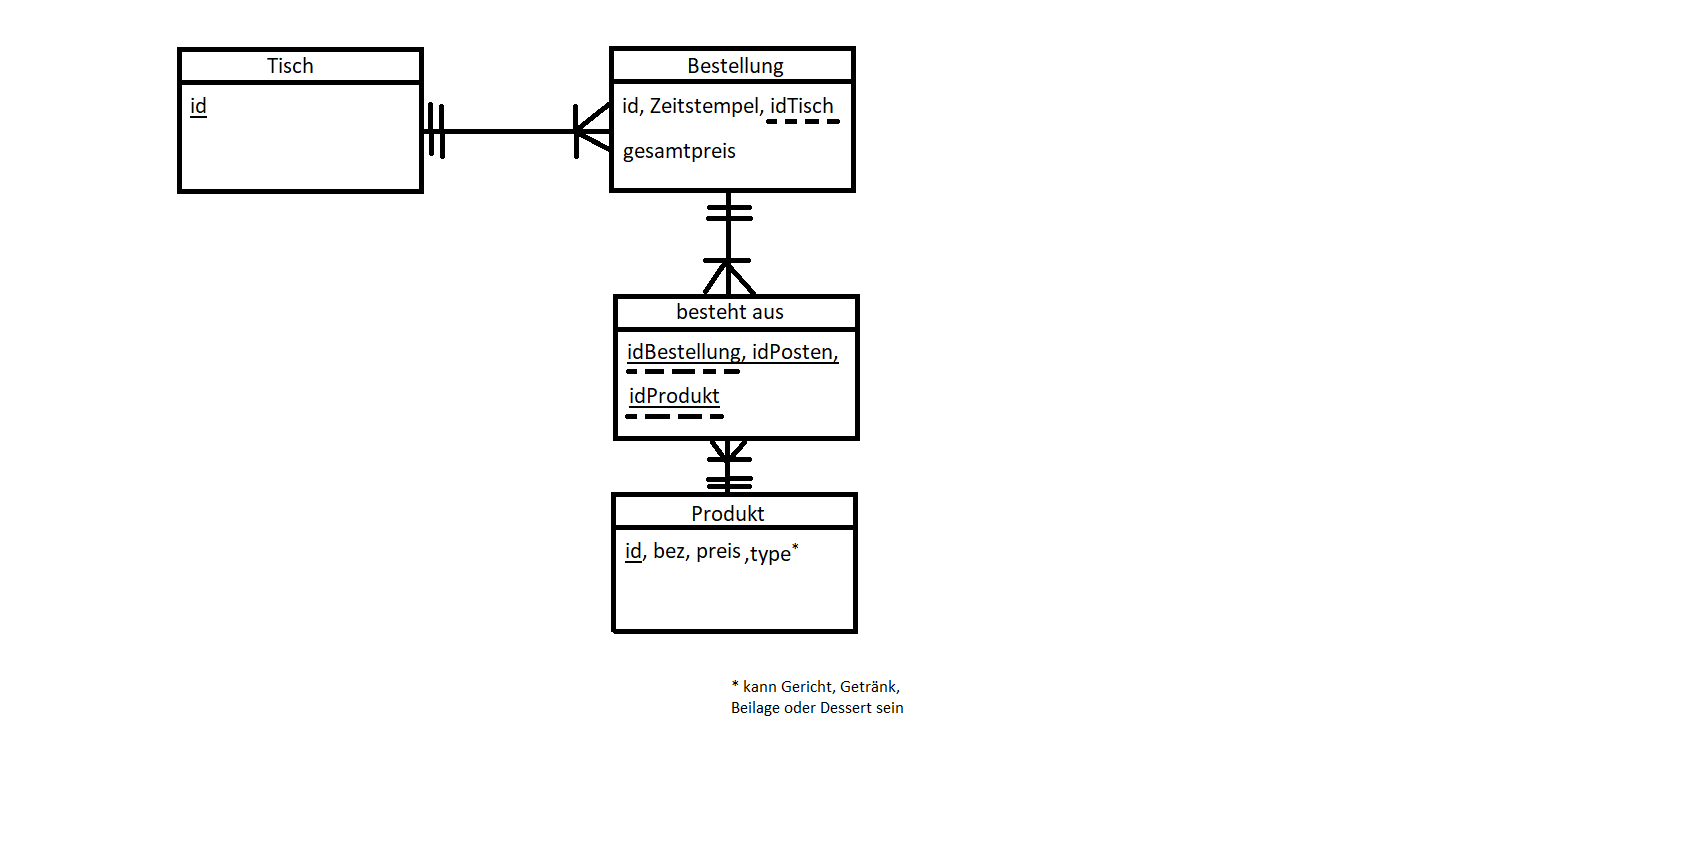 Tisch
id
Bestellung
id, Zeitstempel, idTisch
gesamtpreis
besteht aus
idBestellung, idPosten,
idProdukt
Produkt
id, bez, preis ,type*
* kann Gericht, Getränk,
Beilage oder Dessert sein